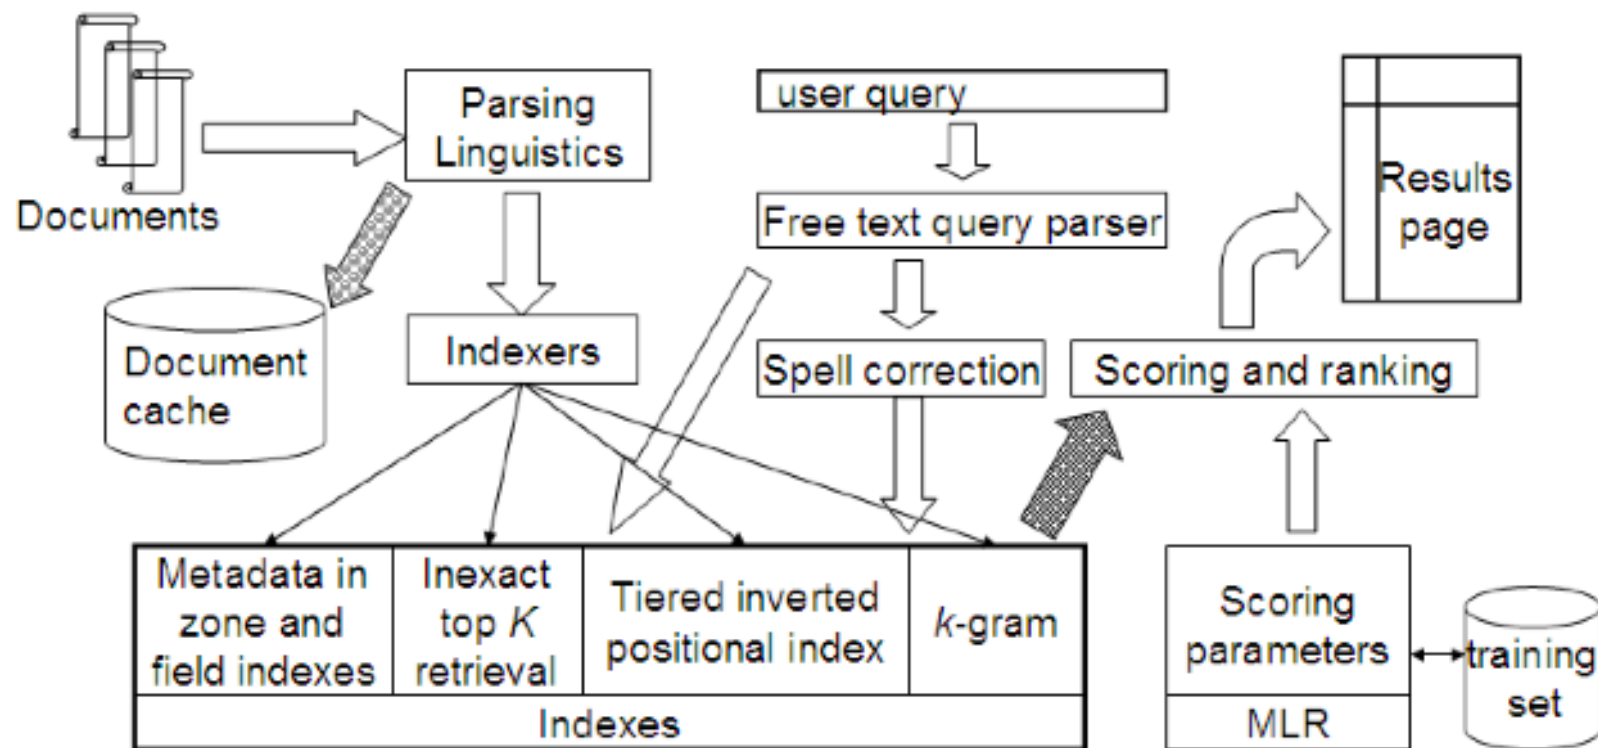 Documents
Parsing
Linguistics
Document
cache
Indexers
user query
Free text query parser
Spell correction
Scoring and ranking
Results
page
Metadata in
zone and
field indexes
Inexact
top K
retrieval
Tiered inverted
positional index
k-gram
Indexes
Scoring
parameters
MLR
training
set